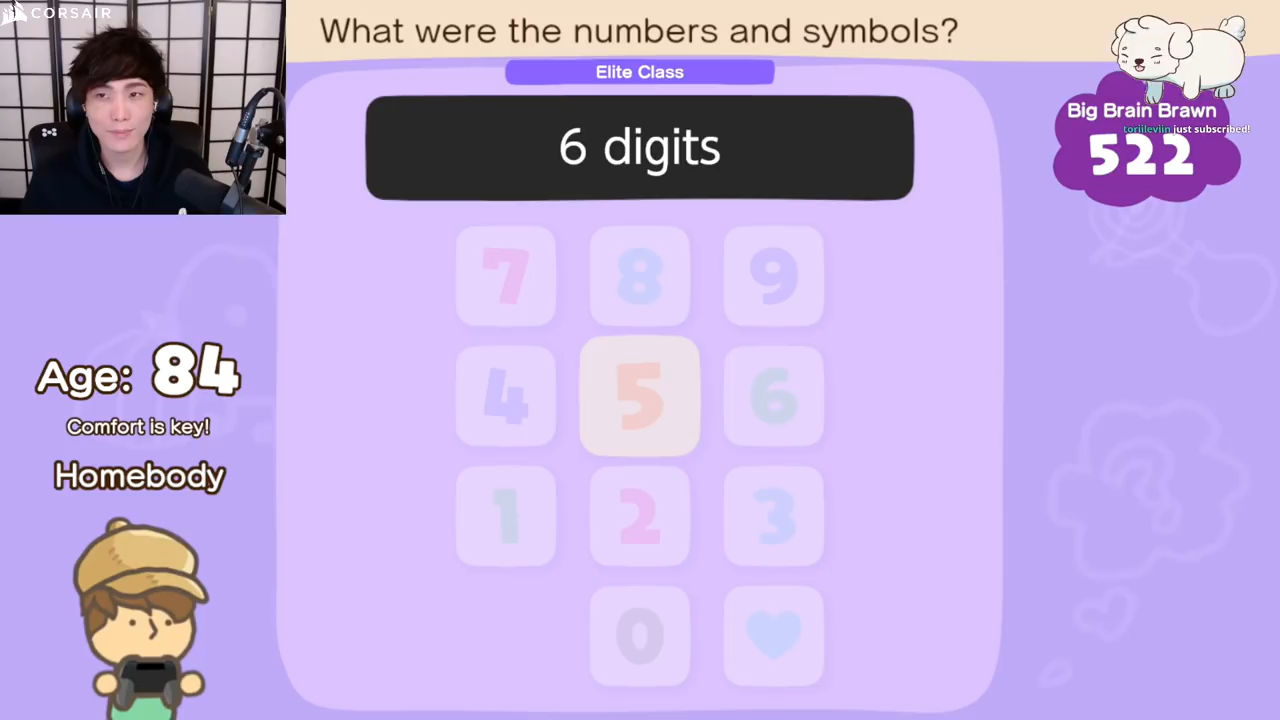 CORSAIR
What were the numbers and symbols?
Elite Class
6 digits
Big Brain Brawn
toriileviin just subscribed!
522
7 8 9
4 5 6
1 2 3
0
Age: 84
Comfort is key!
Homebody